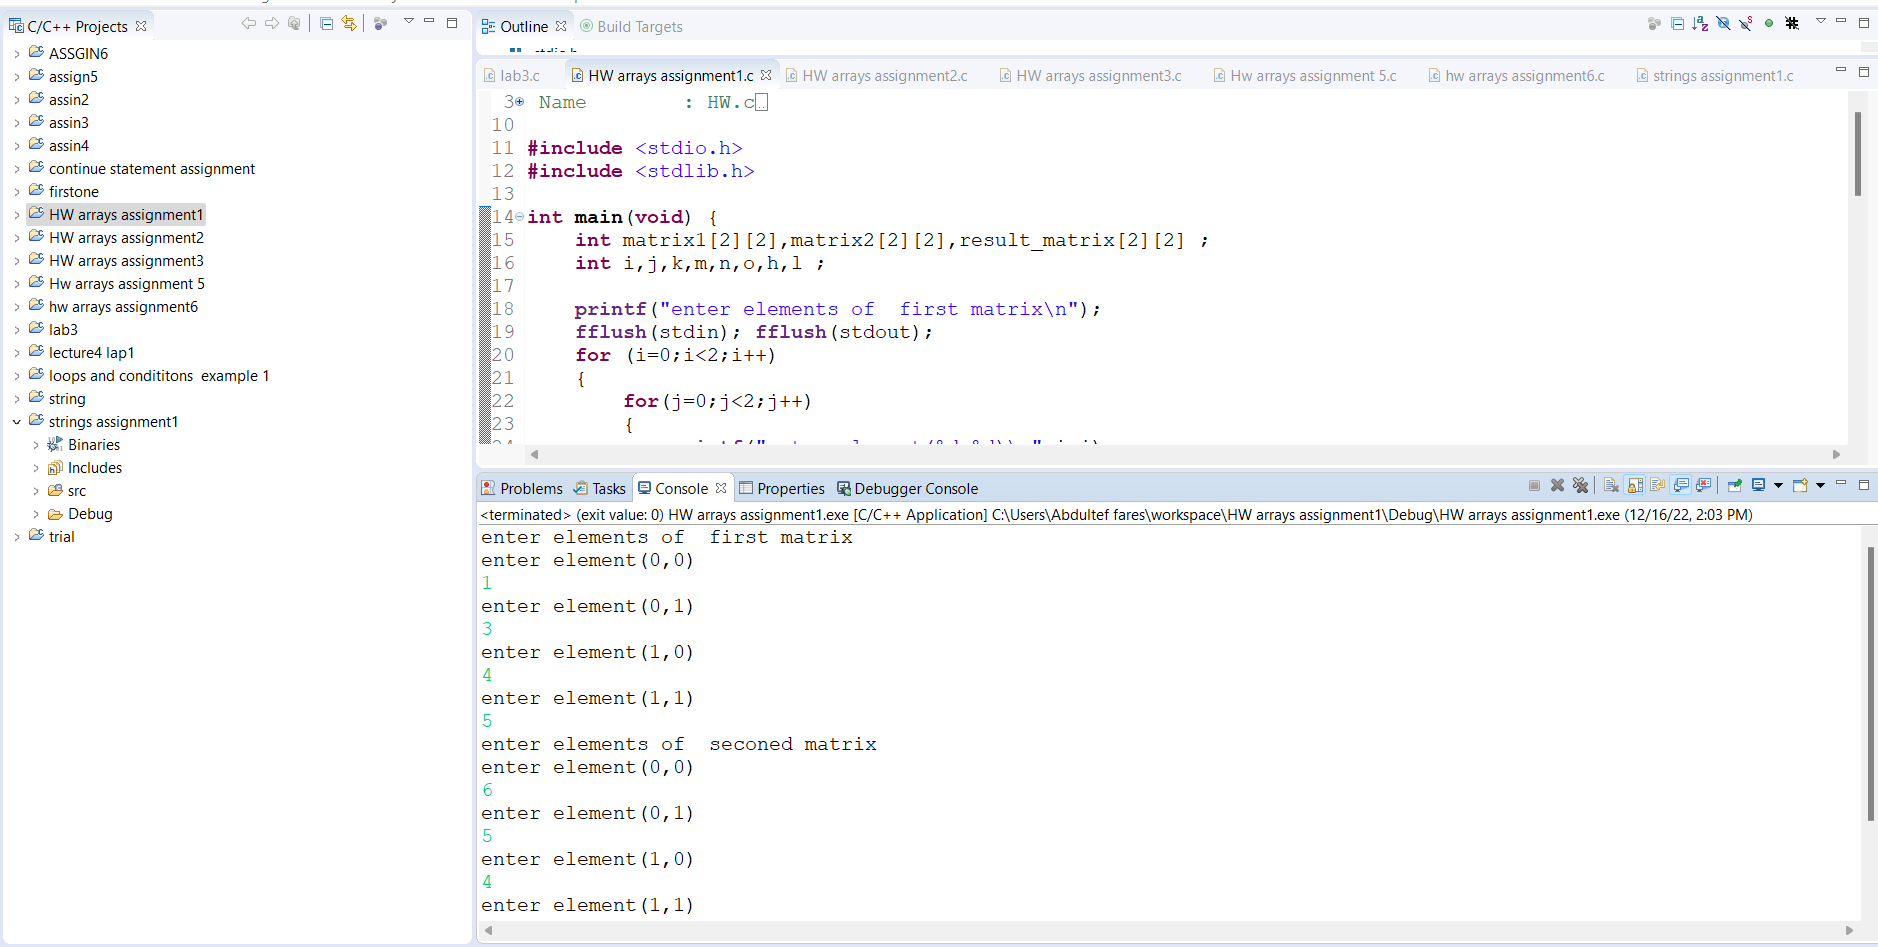 C/C++ Projects
ASSGIN6
assign5
assin2
assin3
assin4
continue statement assignment
firstone
HW arrays assignment1
HW arrays assignment2
HW arrays assignment3
Hw arrays assignment 5
hw arrays assignment6
lab3
lecture4 lap1
loops and condititons  example 1
string
strings assignment1
Binaries
Includes
src
Debug
trial
Outline
Build Targets
lab3.c
HW arrays assignment1.c
HW arrays assignment2.c
HW arrays assignment3.c
Hw arrays assignment 5.c
hw arrays assignment6.c
strings assignment1.c
3 Name        : HW.c
10
11 #include <stdio.h>
12 #include <stdlib.h>
13
14 int main(void) {
15     int matrix1[2][2],matrix2[2][2],result_matrix[2][2] ;
16     int i,j,k,m,n,o,h,l ;
17
18     printf("enter elements of  first matrix\n");
19     fflush(stdin); fflush(stdout);
20     for (i=0;i<2;i++)
21     {
22         for(j=0;j<2;j++)
23         {
Problems
Tasks
Console
Properties
Debugger Console
<terminated> (exit value: 0) HW arrays assignment1.exe [C/C++ Application] C:\Users\Abdultef fares\workspace\HW arrays assignment1\Debug\HW arrays assignment1.exe (12/16/22, 2:03 PM)
enter elements of  first matrix
enter element(0,0)
1
enter element(0,1)
3
enter element(1,0)
4
enter element(1,1)
5
enter elements of  seconed matrix
enter element(0,0)
6
enter element(0,1)
5
enter element(1,0)
4
enter element(1,1)